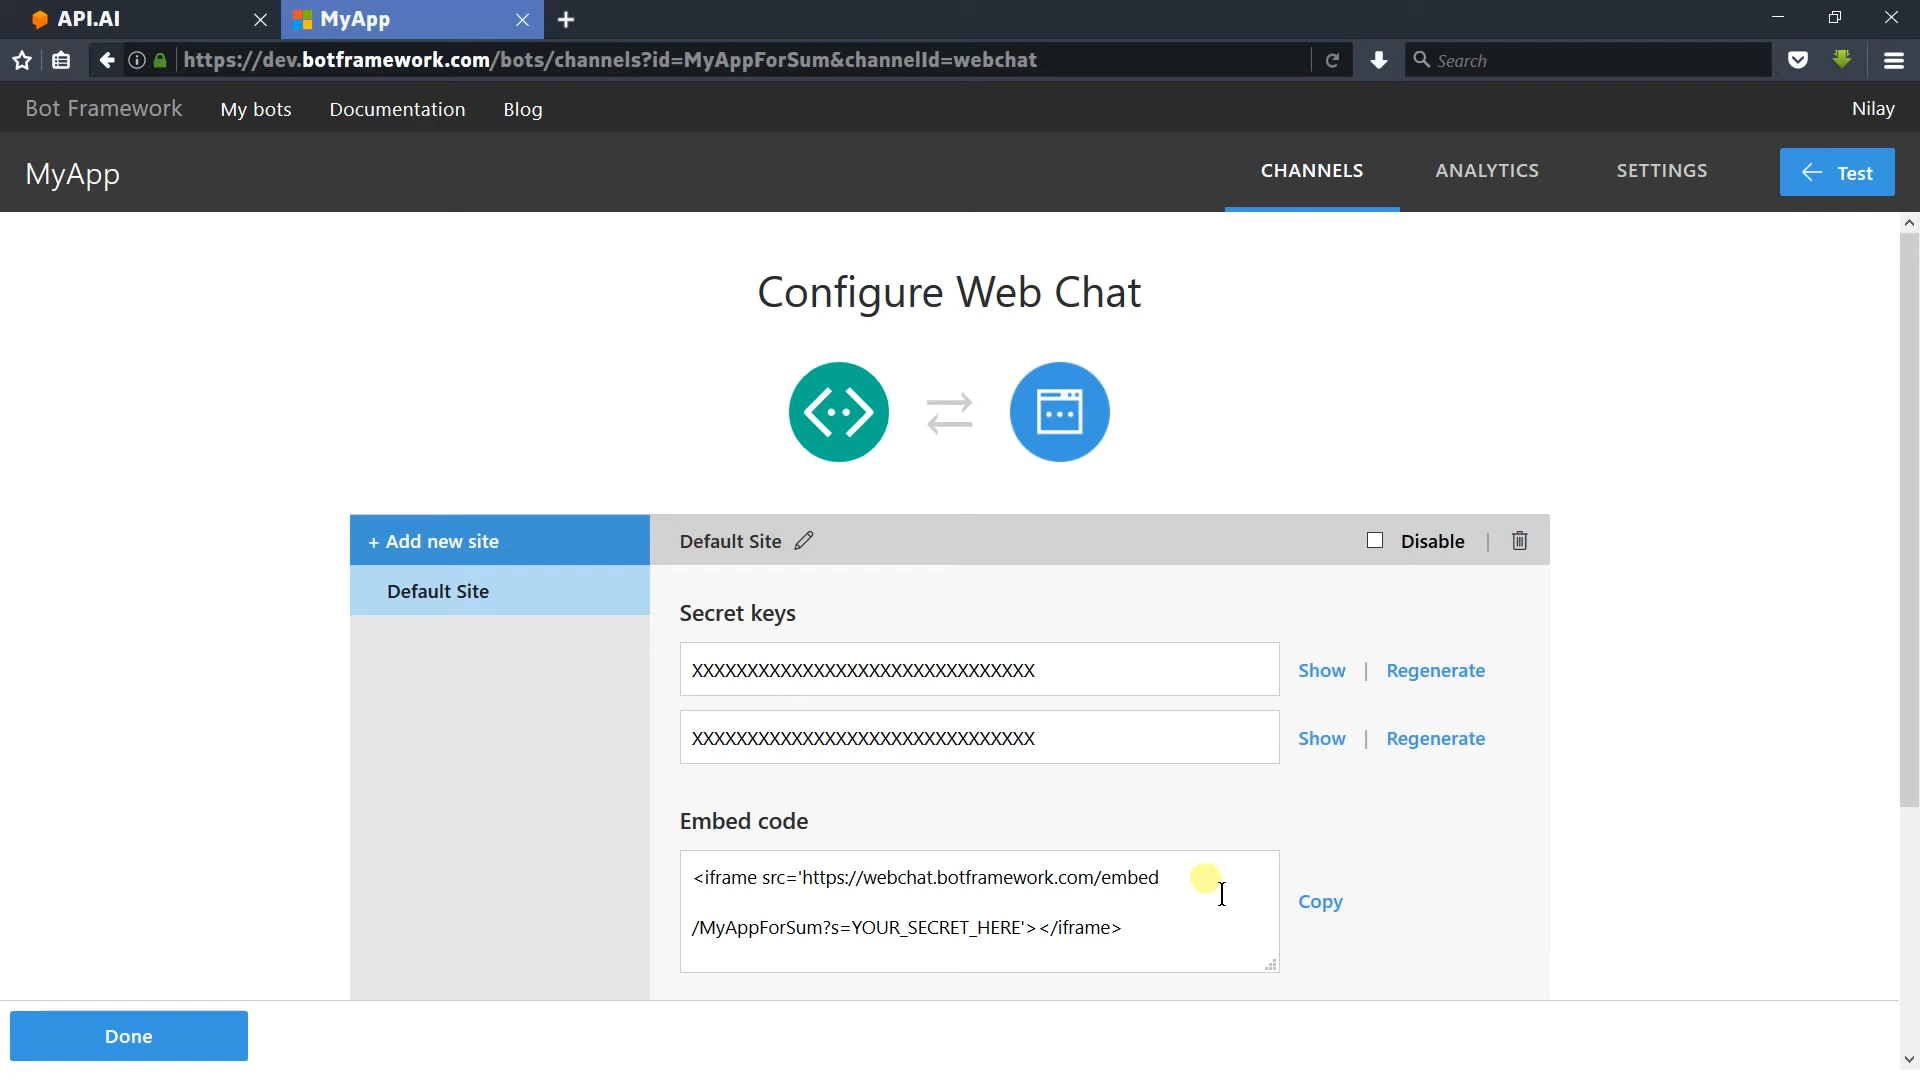 API.AI
MyApp
https://dev.botframework.com/bots/channels?id=MyAppForSum&channelId=webchat
Search
Bot Framework
My bots
Documentation
Blog
Nilay
MyApp
CHANNELS
ANALYTICS
SETTINGS
Test
Configure Web Chat
+ Add new site
Default Site
Disable
Default Site
Secret keys
XXXXXXXXXXXXXXXXXXXXXXXXXXXXXXX
Show | Regenerate
XXXXXXXXXXXXXXXXXXXXXXXXXXXXXXX
Show | Regenerate
Embed code
<iframe src='https://webchat.botframework.com/embed
/MyAppForSum?s=YOUR_SECRET_HERE'></iframe>
Copy
Done